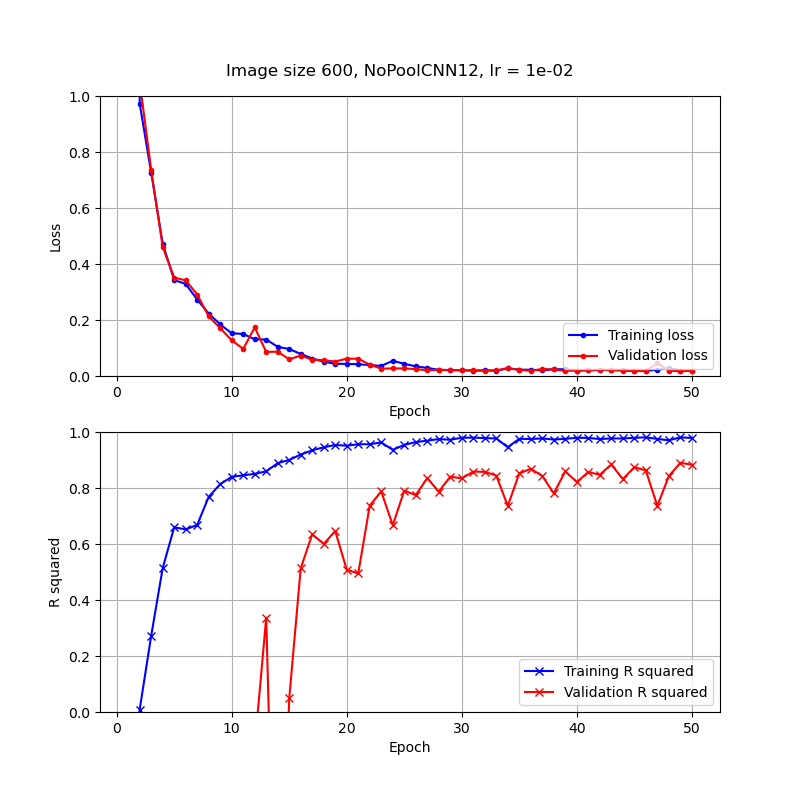 Image size 600, NoPoolCNN12, lr = 1e-02
1.0
0.8
0.6
0.4
0.2
0.0
Loss
Training loss
Validation loss
0 10 20 30 40 50
Epoch
1.0
0.8
0.6
0.4
0.2
0.0
R squared
Training R squared
Validation R squared
0 10 20 30 40 50
Epoch